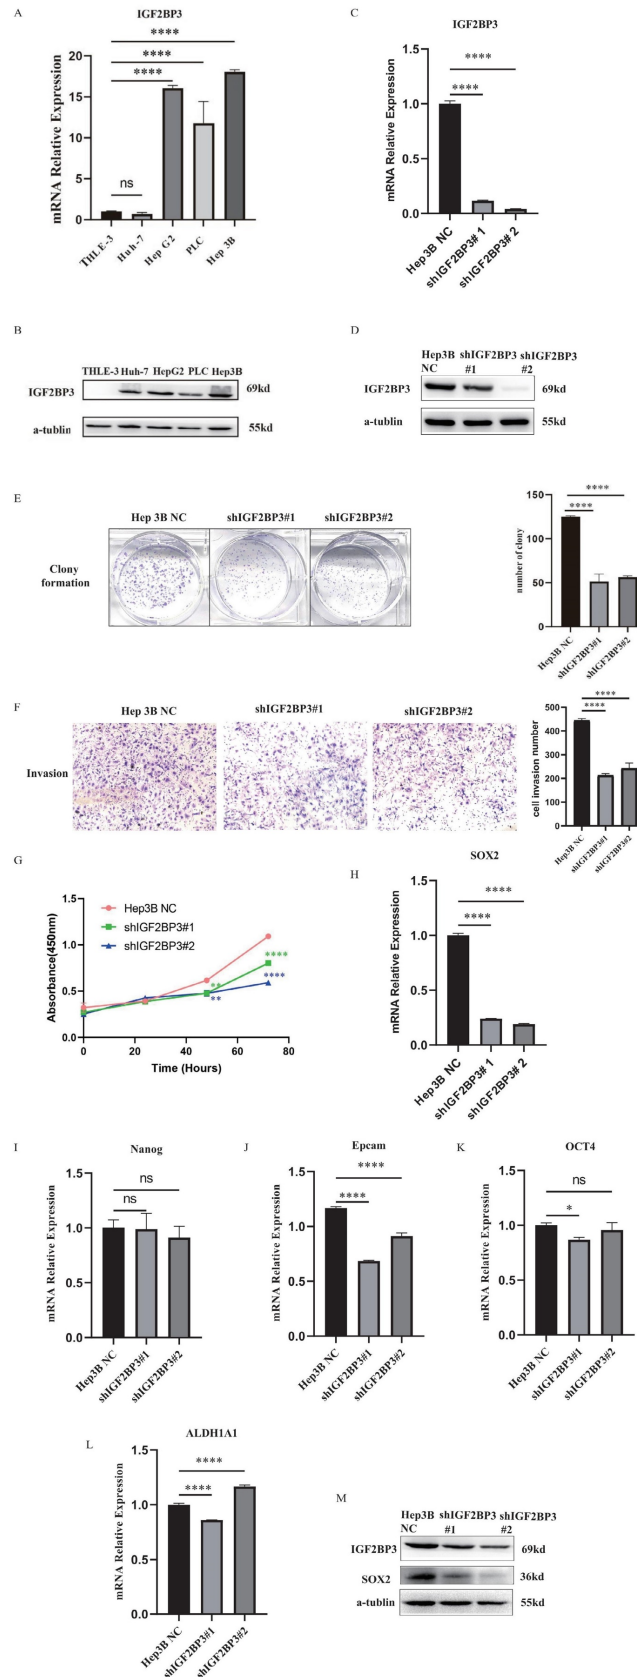 A
IGF2BP3
****
****
****
ns
mRNA Relative Expression
20
15
10
5
0
THLE-3
Huh-7
Hep G2
PLC
Hep 3B
C
IGF2BP3
****
****
mRNA Relative Expression
1.5
1.0
0.5
0.0
Hep3B NC
shIGF2BP3# 1
shIGF2BP3# 2
B
THLE-3 Huh-7 HepG2 PLC Hep3B
IGF2BP3 69kd
a-tublin 55kd
D
Hep3B shIGF2BP3 shIGF2BP3
NC #1 #2
IGF2BP3 69kd
a-tublin 55kd
E
Hep 3B NC shIGF2BP3#1 shIGF2BP3#2
Clony
formation
****
****
number of clony
150
100
50
0
Hep3B NC
shIGF2BP3#1
shIGF2BP3#2
F
Hep 3B NC shIGF2BP3#1 shIGF2BP3#2
Invasion
****
****
cell invasion number
500
400
300
200
100
0
Hep3B NC
shIGF2BP3#1
shIGF2BP3#2
G
Absorbance(450nm)
1.5
1.0
0.5
0.0
Hep3B NC
shIGF2BP3#1
shIGF2BP3#2
**
**
****
****
0 20 40 60 80
Time (Hours)
H
SOX2
****
****
mRNA Relative Expression
1.5
1.0
0.5
0.0
Hep3B NC
shIGF2BP3# 1
shIGF2BP3# 2
I
Nanog
ns
ns
mRNA Relative Expression
1.5
1.0
0.5
0.0
Hep3B NC
shIGF2BP3#1
shIGF2BP3#2
J
Epcam
****
****
mRNA Relative Expression
1.5
1.0
0.5
0.0
Hep3B NC
shIGF2BP3#1
shIGF2BP3#2
K
OCT4
ns
*
mRNA Relative Expression
1.5
1.0
0.5
0.0
Hep3B NC
shIGF2BP3#1
shIGF2BP3#2
L
ALDH1A1
****
****
mRNA Relative Expression
1.5
1.0
0.5
0.0
Hep3B NC
shIGF2BP3#1
shIGF2BP3#2
M
Hep3B shIGF2BP3 shIGF2BP3
NC #1 #2
IGF2BP3 69kd
SOX2 36kd
a-tublin 55kd